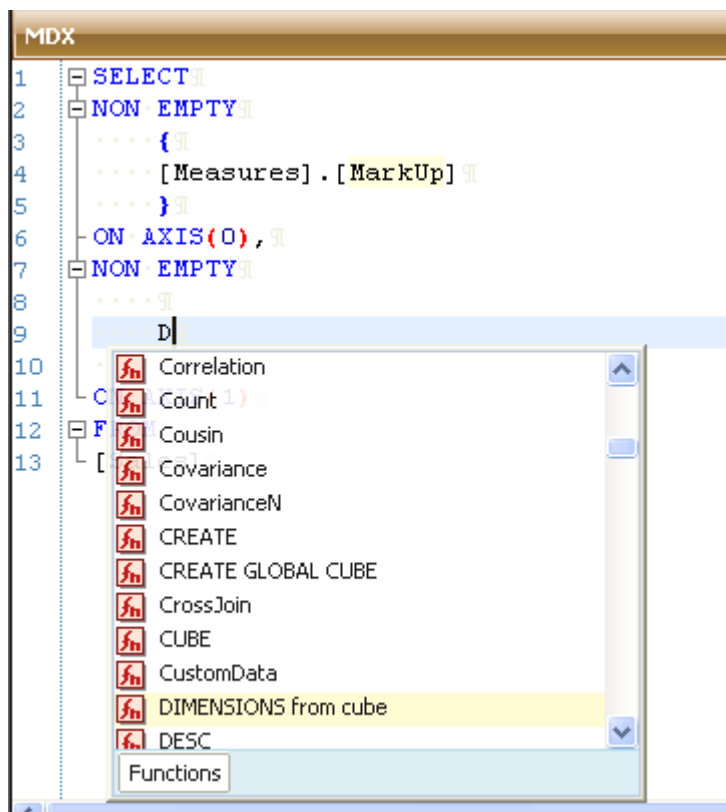 MDX
1 SELECT
2 NON EMPTY
3 {
4 [Measures].[MarkUp]
5 }
6 ON AXIS(0),
7 NON EMPTY
8
9 D
10
11
12
13
Correlation
Count
Cousin
Covariance
CovarianceN
CREATE
CREATE GLOBAL CUBE
CrossJoin
CUBE
CustomData
DIMENSIONS from cube
DESC
Functions